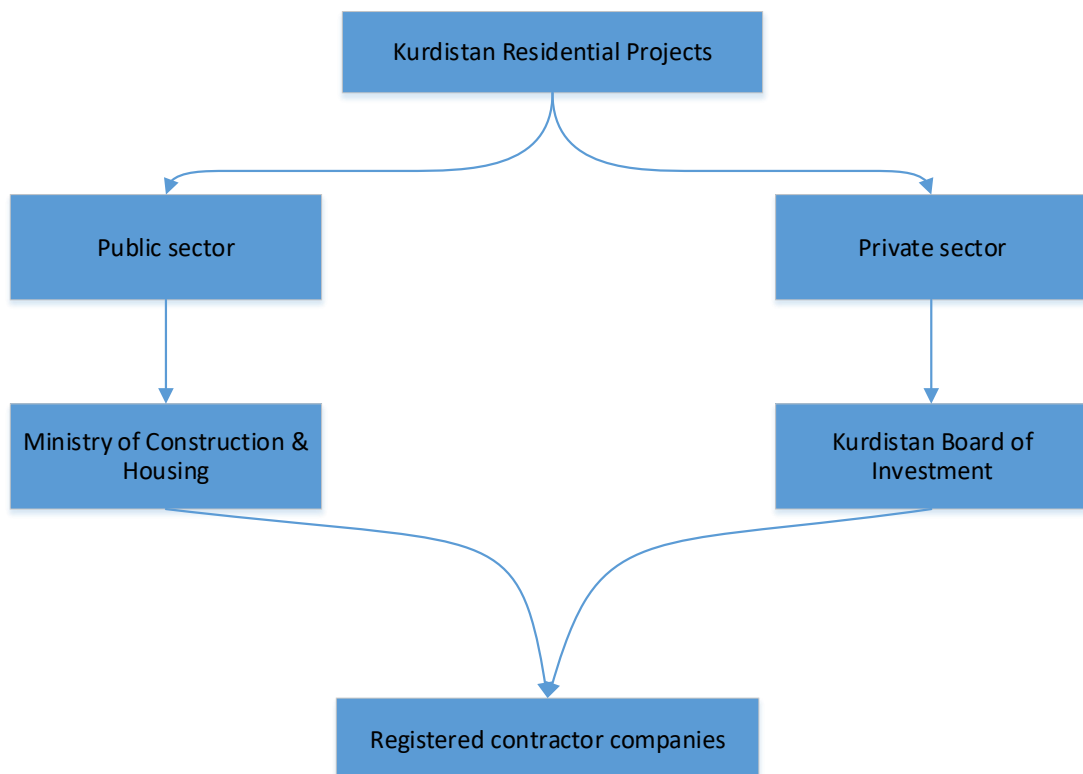 Kurdistan Residential Projects
Public sector
Private sector
Ministry of Construction &
Housing
Kurdistan Board of
Investment
Registered contractor companies